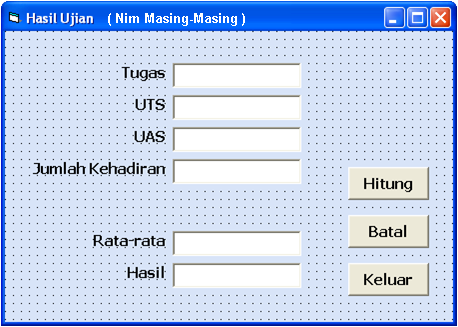 Hasil Ujian ( Nim Masing-Masing )
Tugas
UTS
UAS
Jumlah Kehadiran
Hitung
Batal
Rata-rata
Hasil
Keluar